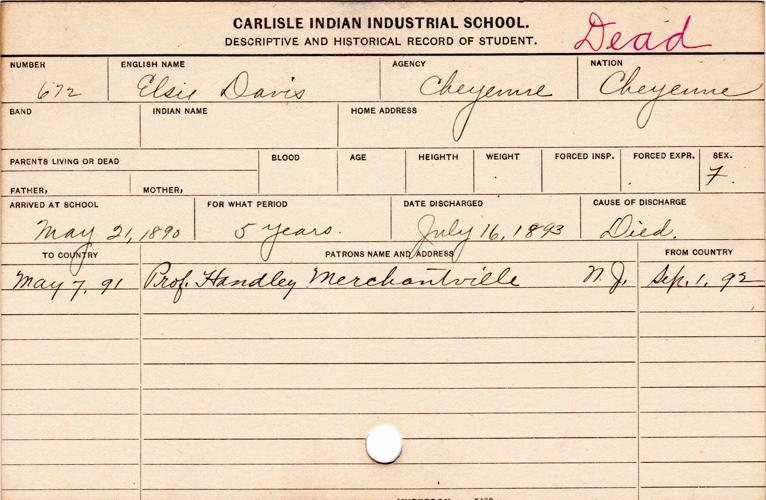 CARLISLE INDIAN INDUSTRIAL SCHOOL.
DESCRIPTIVE AND HISTORICAL RECORD OF STUDENT.
Dead
NUMBER ENGLISH NAME AGENCY NATION
672 Elsie Davis Cheyenne Cheyenne
BAND INDIAN NAME HOME ADDRESS
PARENTS LIVING OR DEAD BLOOD AGE HEIGHTH WEIGHT FORCED INSP. FORCED EXPR. SEX.
FATHER, MOTHER, F.
ARRIVED AT SCHOOL FOR WHAT PERIOD DATE DISCHARGED CAUSE OF DISCHARGE
May 21, 1890 5 years. July 16, 1893 Died.
TO COUNTRY PATRONS NAME AND ADDRESS FROM COUNTRY
May 7, 91 Prof. Handley Merchantville N. J. Sep. 1, 92